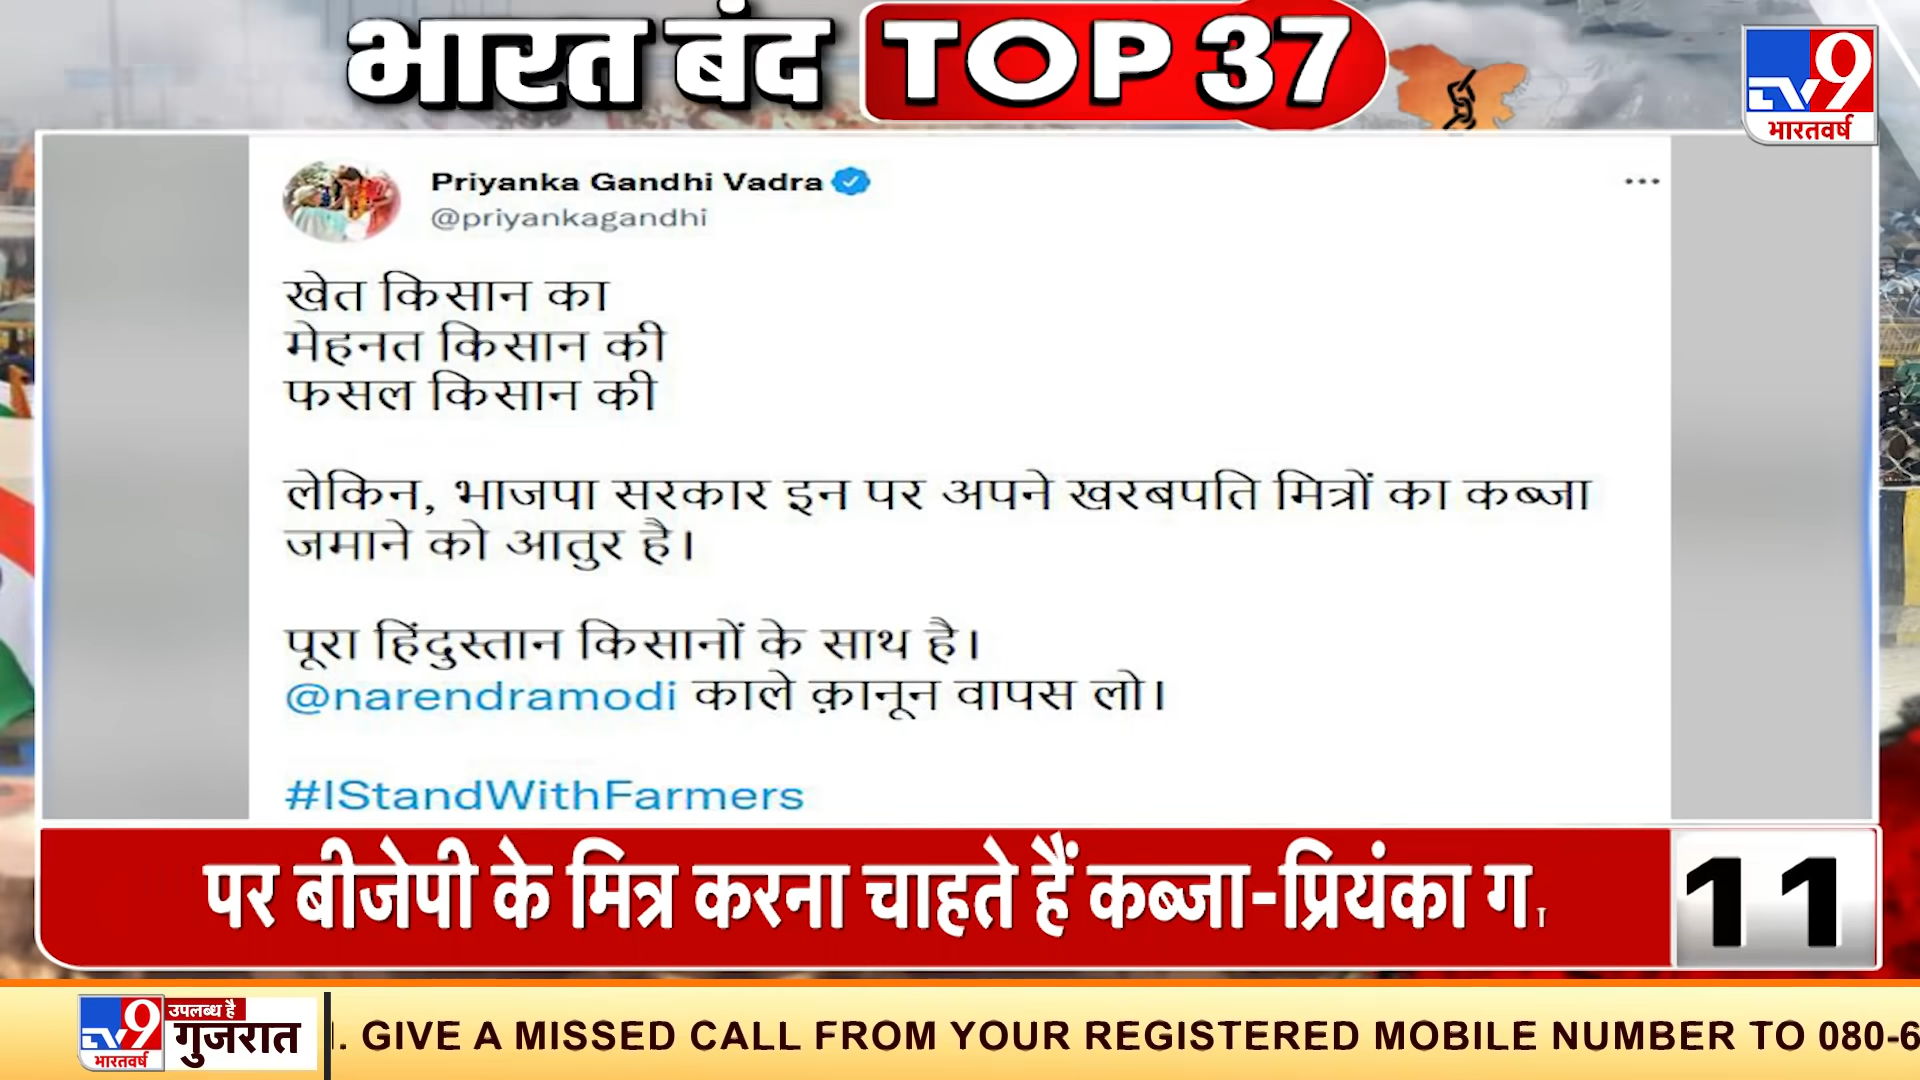 भारत बंद TOP 37
TV9
भारतवर्ष
Priyanka Gandhi Vadra
@priyankagandhi
खेत किसान का
मेहनत किसान की
फसल किसान की
लेकिन, भाजपा सरकार इन पर अपने खरबपति मित्रों का कब्जा
जमाने को आतुर है।
पूरा हिंदुस्तान किसानों के साथ है।
@narendramodi काले क़ानून वापस लो।
#IStandWithFarmers
पर बीजेपी के मित्र करना चाहते हैं कब्जा-प्रियंका
11
TV9
भारतवर्ष
उपलब्ध है
गुजरात
. GIVE A MISSED CALL FROM YOUR REGISTERED MOBILE NUMBER TO 080-6